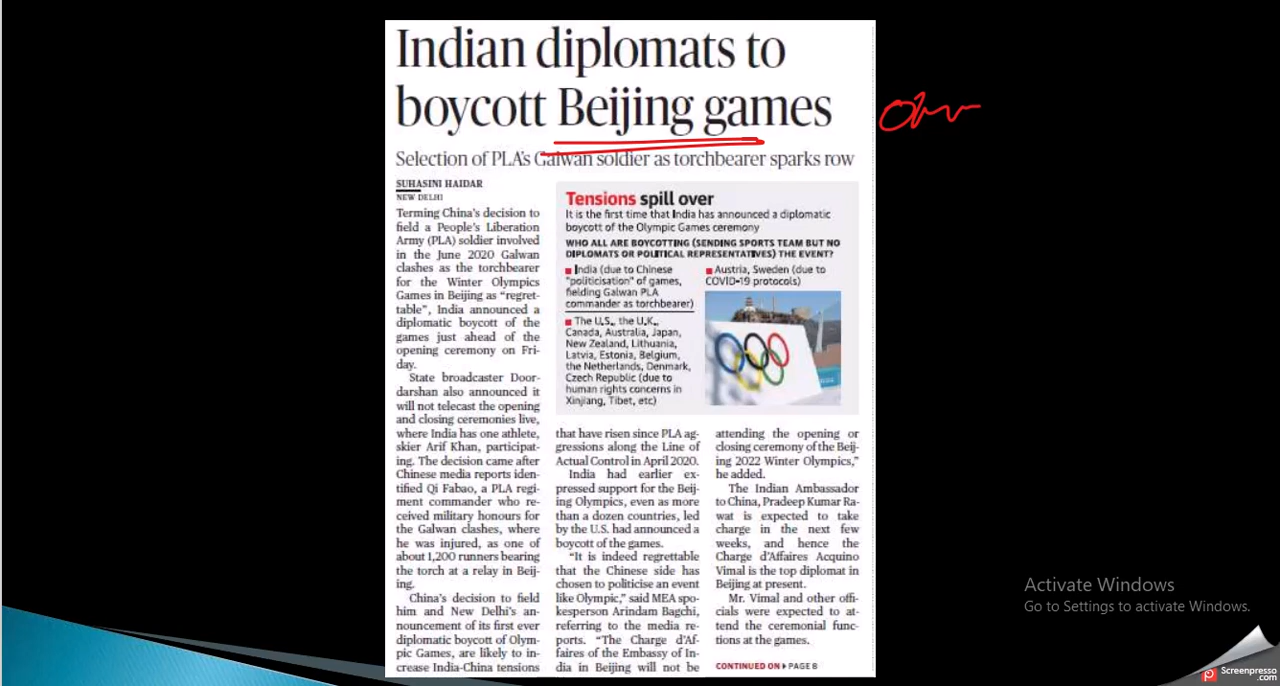 Indian diplomats to
boycott Beijing games
Selection of PLA's Galwan soldier as torchbearer sparks row
SUHASINI HAIDAR
NEW DELHI
Terming China's decision to
field a People's Liberation
Army (PLA) soldier involved
in the June 2020 Galwan
clashes as the torchbearer
for the Winter Olympics
Games in Beijing as "regret-
table", India announced a
diplomatic boycott of the
games just ahead of the
opening ceremony on Fri-
day.
State broadcaster Door-
darshan also announced it
will not telecast the opening
and closing ceremonies live,
where India has one athlete,
skier Arif Khan, participat-
ing. The decision came after
Chinese media reports iden-
tified Qi Fabao, a PLA regi-
ment commander who re-
ceived military honours for
the Galwan clashes, where
he was injured, as one of
about 1,200 runners bearing
the torch at a relay in Beij-
ing.
China's decision to field
him and New Delhi's an-
nouncement of its first ever
diplomatic boycott of Olym-
pic Games, are likely to in-
crease India-China tensions
Tensions spill over
It is the first time that India has announced a diplomatic
boycott of the Olympic Games ceremony
WHO ALL ARE BOYCOTTING (SENDING SPORTS TEAM BUT NO
DIPLOMATS OR POLITICAL REPRESENTATIVES) THE EVENT?
India (due to Chinese
"politicisation" of games,
fielding Galwan PLA
commander as torchbearer)
The U.S., the U.K.,
Canada, Australia, Japan,
New Zealand, Lithuania,
Latvia, Estonia, Belgium,
the Netherlands, Denmark,
Czech Republic (due to
human rights concerns in
Xinjiang, Tibet, etc)
Austria, Sweden (due to
COVID-19 protocols)
that have risen since PLA ag-
gressions along the Line of
Actual Control in April 2020.
India had earlier ex-
pressed support for the Beij-
ing Olympics, even as more
than a dozen countries, led
by the U.S. had announced a
boycott of the games.
"It is indeed regrettable
that the Chinese side has
chosen to politicise an event
like Olympic," said MEA spo-
kesperson Arindam Bagchi,
referring to the media re-
ports. "The Charge d'Af-
faires of the Embassy of In-
dia in Beijing will not be
attending the opening or
closing ceremony of the Beij-
ing 2022 Winter Olympics,"
he added.
The Indian Ambassador
to China, Pradeep Kumar Ra-
wat is expected to take
charge in the next few
weeks, and hence the
Charge d'Affaires Acquino
Vimal is the top diplomat in
Beijing at present.
Mr. Vimal and other offi-
cials were expected to at-
tend the ceremonial func-
tions at the games.
CONTINUED ON PAGE 8
Activate Windows
Go to Settings to activate Windows.
Screenpresso
.com